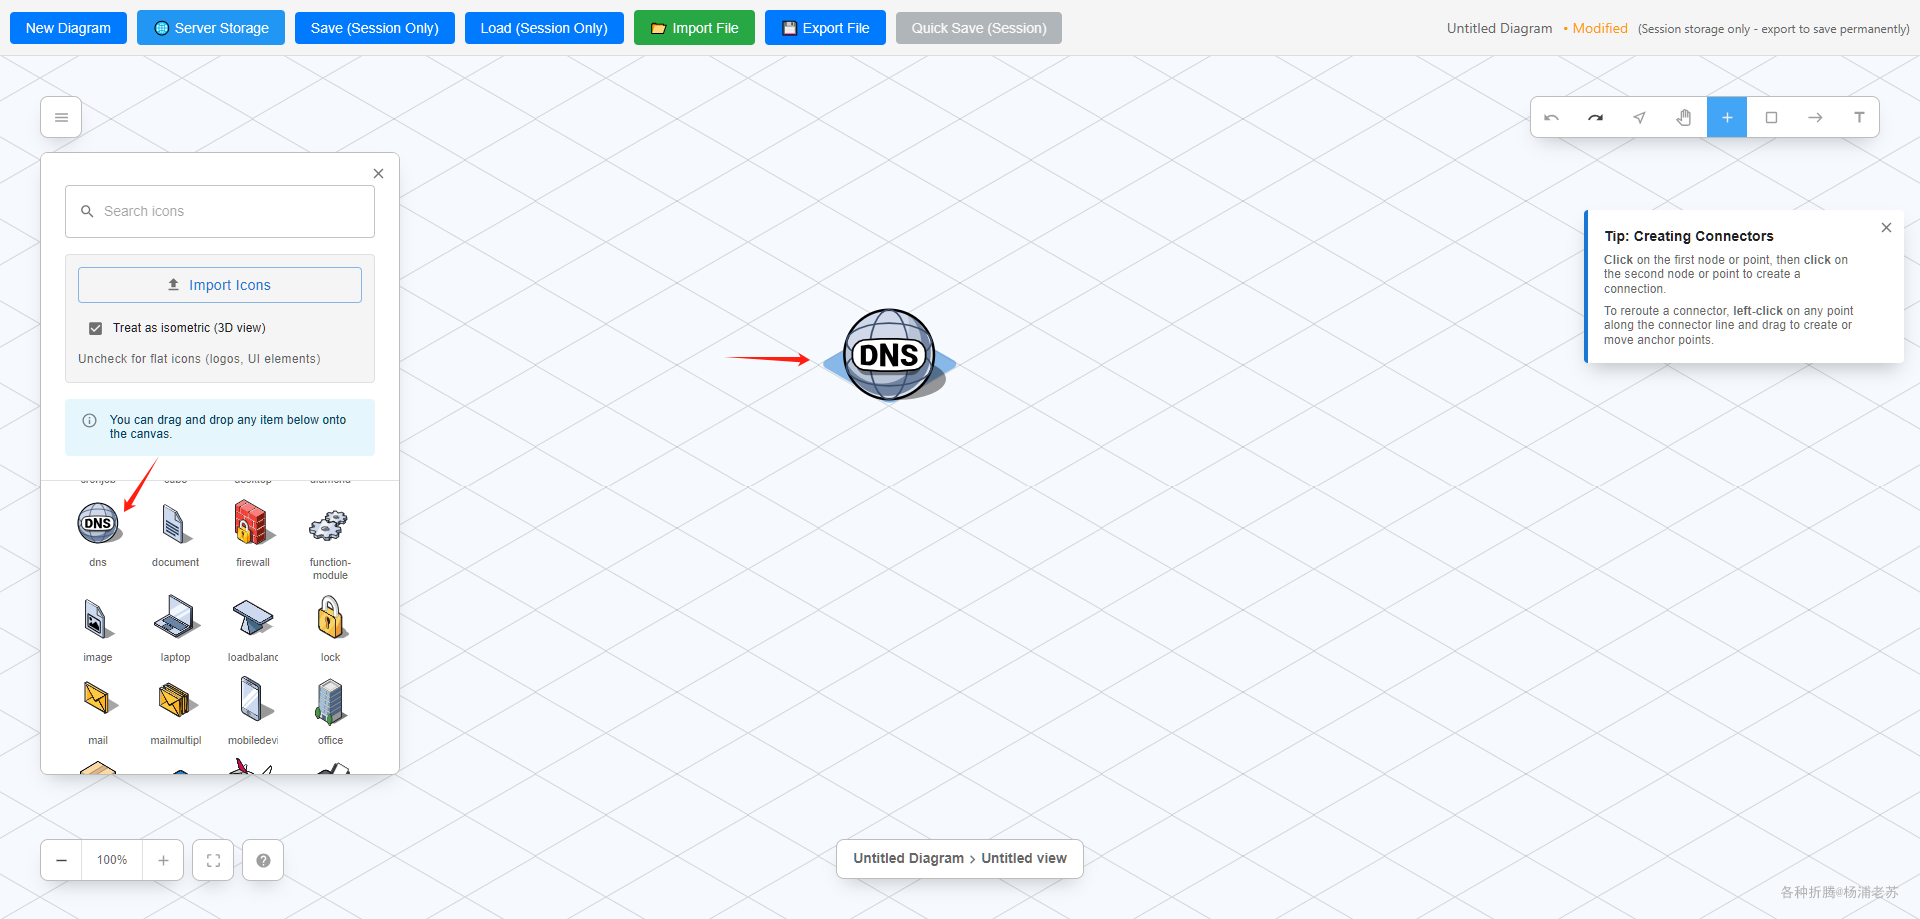 New Diagram
Server Storage
Save (Session Only)
Load (Session Only)
Import File
Export File
Quick Save (Session)
Untitled Diagram • Modified (Session storage only - export to save permanently)
Search icons
Import Icons
Treat as isometric (3D view)
Uncheck for flat icons (logos, UI elements)
You can drag and drop any item below onto
the canvas.
cronjob
cube
desktop
diamond
DNS
dns
document
firewall
function-
module
image
laptop
loadbalanc
lock
mail
mailmultipl
mobiledevi
office
DNS
T
Tip: Creating Connectors
Click on the first node or point, then click on
the second node or point to create a
connection.
To reroute a connector, left-click on any point
along the connector line and drag to create or
move anchor points.
100%
Untitled Diagram › Untitled view
各种折腾@杨浦老苏